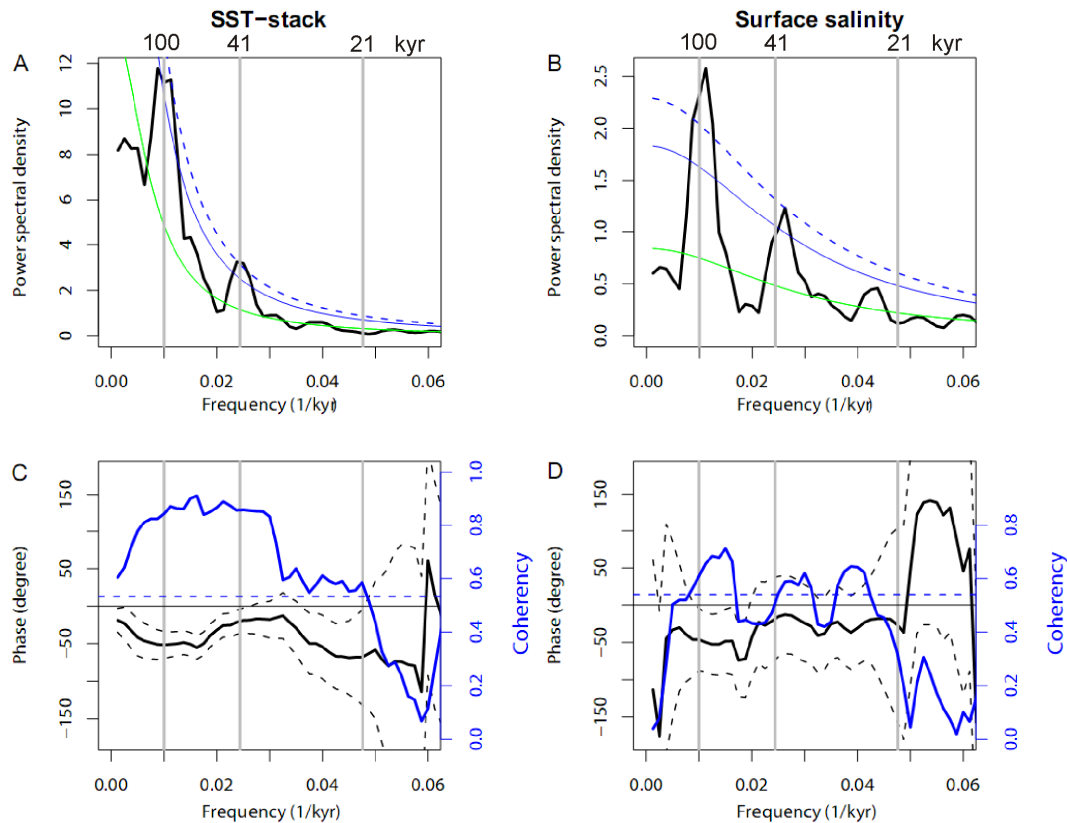 SST−stack
Surface salinity
100 41 21 kyr
100 41 21 kyr
A
B
Power spectral density
0 2 4 6 8 10 12
Power spectral density
0.0 0.5 1.0 1.5 2.0 2.5
0.00 0.02 0.04 0.06
0.00 0.02 0.04 0.06
Frequency (1/kyr)
Frequency (1/kyr)
C
D
Phase (degree)
−150 −50 50 150
0.0 0.2 0.4 0.6 0.8 1.0
Coherency
Phase (degree)
−150 −50 50 150
0.0 0.2 0.4 0.6 0.8
Coherency
0.00 0.02 0.04 0.06
0.00 0.02 0.04 0.06
Frequency (1/kyr)
Frequency (1/kyr)